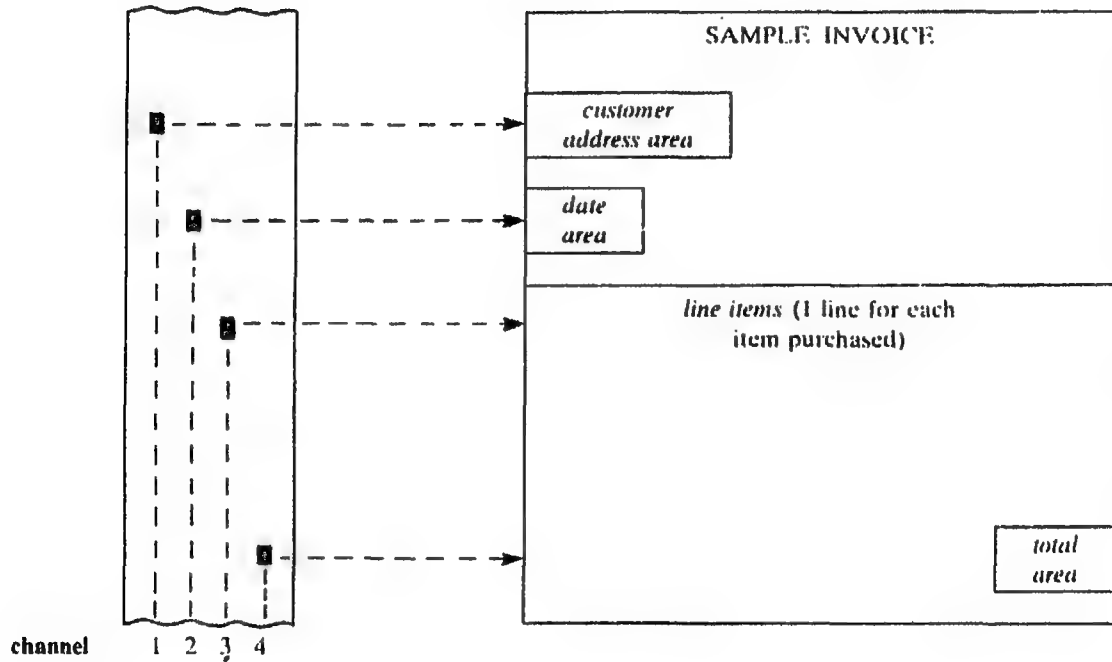 SAMPLE INVOICE
customer
address area
date
area
line items (1 line for each
item purchased)
total
area
channel 1 2 3 4